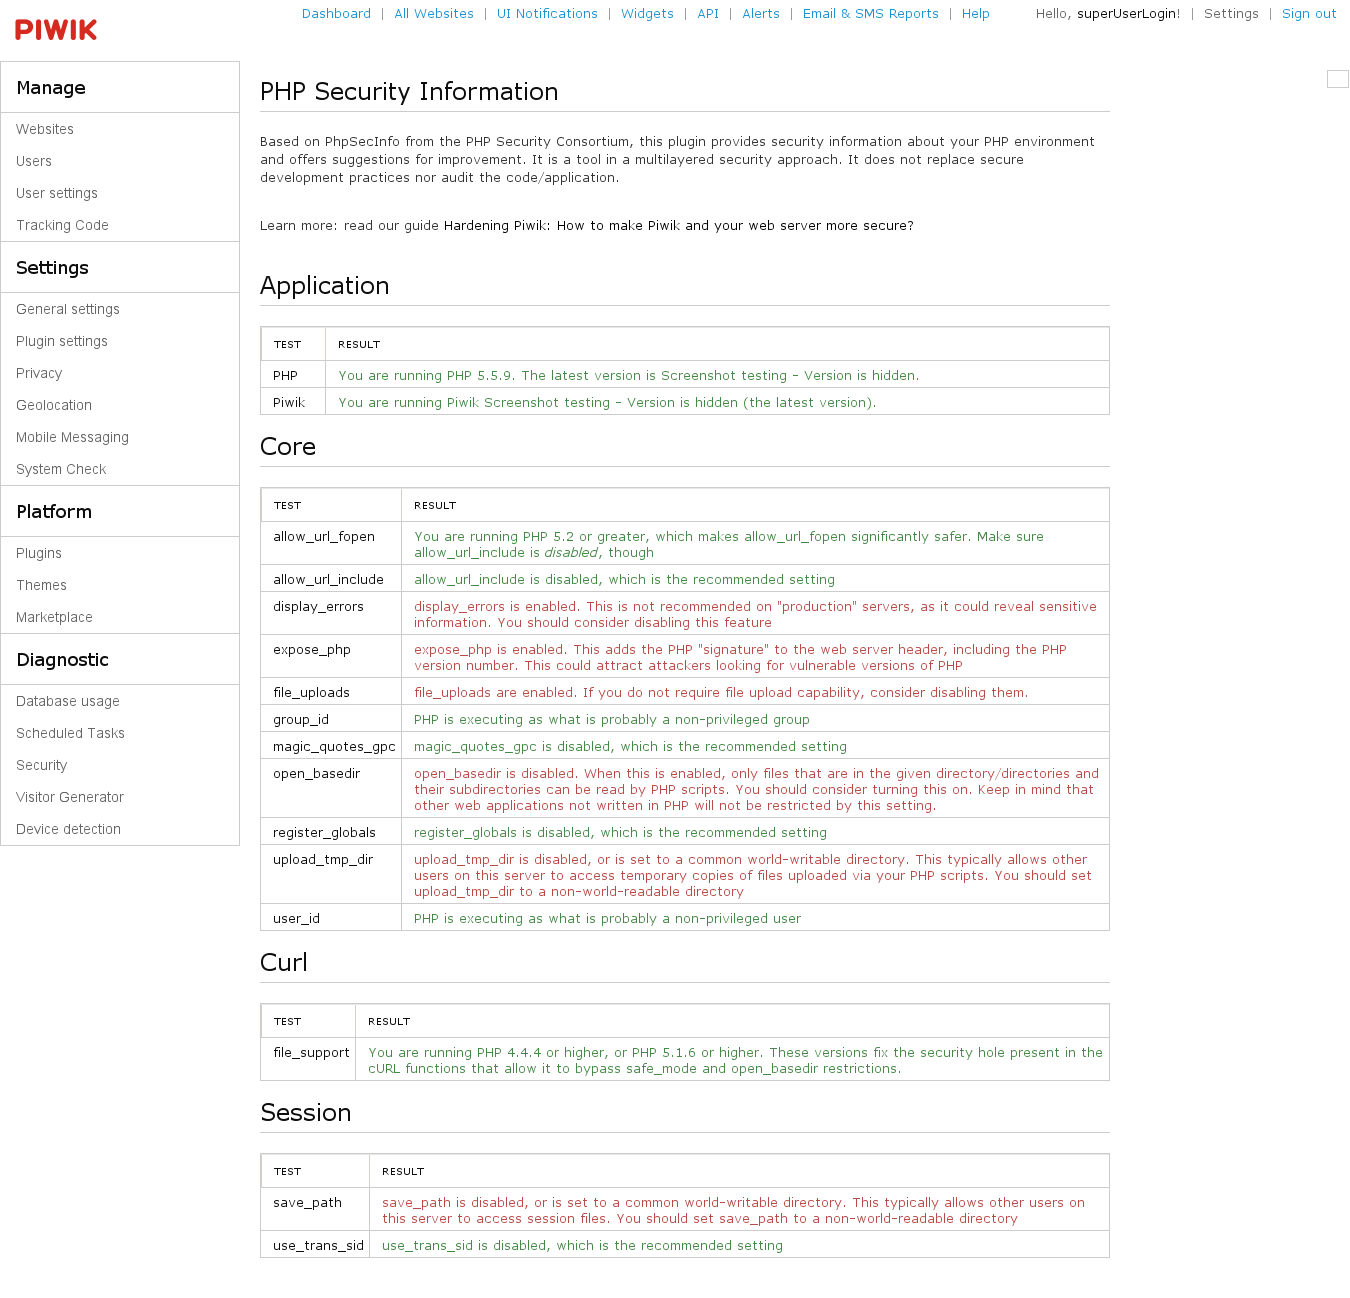 PIWIK
Dashboard | All Websites | UI Notifications | Widgets | API | Alerts | Email & SMS Reports | Help
Hello, superUserLogin! | Settings | Sign out
Manage
Websites
Users
User settings
Tracking Code
Settings
General settings
Plugin settings
Privacy
Geolocation
Mobile Messaging
System Check
Platform
Plugins
Themes
Marketplace
Diagnostic
Database usage
Scheduled Tasks
Security
Visitor Generator
Device detection
PHP Security Information
Based on PhpSecInfo from the PHP Security Consortium, this plugin provides security information about your PHP environment
and offers suggestions for improvement. It is a tool in a multilayered security approach. It does not replace secure
development practices nor audit the code/application.
Learn more: read our guide Hardening Piwik: How to make Piwik and your web server more secure?
Application
TEST RESULT
PHP You are running PHP 5.5.9. The latest version is Screenshot testing - Version is hidden.
Piwik You are running Piwik Screenshot testing - Version is hidden (the latest version).
Core
TEST RESULT
allow_url_fopen You are running PHP 5.2 or greater, which makes allow_url_fopen significantly safer. Make sure
allow_url_include is disabled, though
allow_url_include allow_url_include is disabled, which is the recommended setting
display_errors display_errors is enabled. This is not recommended on "production" servers, as it could reveal sensitive
information. You should consider disabling this feature
expose_php expose_php is enabled. This adds the PHP "signature" to the web server header, including the PHP
version number. This could attract attackers looking for vulnerable versions of PHP
file_uploads file_uploads are enabled. If you do not require file upload capability, consider disabling them.
group_id PHP is executing as what is probably a non-privileged group
magic_quotes_gpc magic_quotes_gpc is disabled, which is the recommended setting
open_basedir open_basedir is disabled. When this is enabled, only files that are in the given directory/directories and
their subdirectories can be read by PHP scripts. You should consider turning this on. Keep in mind that
other web applications not written in PHP will not be restricted by this setting.
register_globals register_globals is disabled, which is the recommended setting
upload_tmp_dir upload_tmp_dir is disabled, or is set to a common world-writable directory. This typically allows other
users on this server to access temporary copies of files uploaded via your PHP scripts. You should set
upload_tmp_dir to a non-world-readable directory
user_id PHP is executing as what is probably a non-privileged user
Curl
TEST RESULT
file_support You are running PHP 4.4.4 or higher, or PHP 5.1.6 or higher. These versions fix the security hole present in the
cURL functions that allow it to bypass safe_mode and open_basedir restrictions.
Session
TEST RESULT
save_path save_path is disabled, or is set to a common world-writable directory. This typically allows other users on
this server to access session files. You should set save_path to a non-world-readable directory
use_trans_sid use_trans_sid is disabled, which is the recommended setting